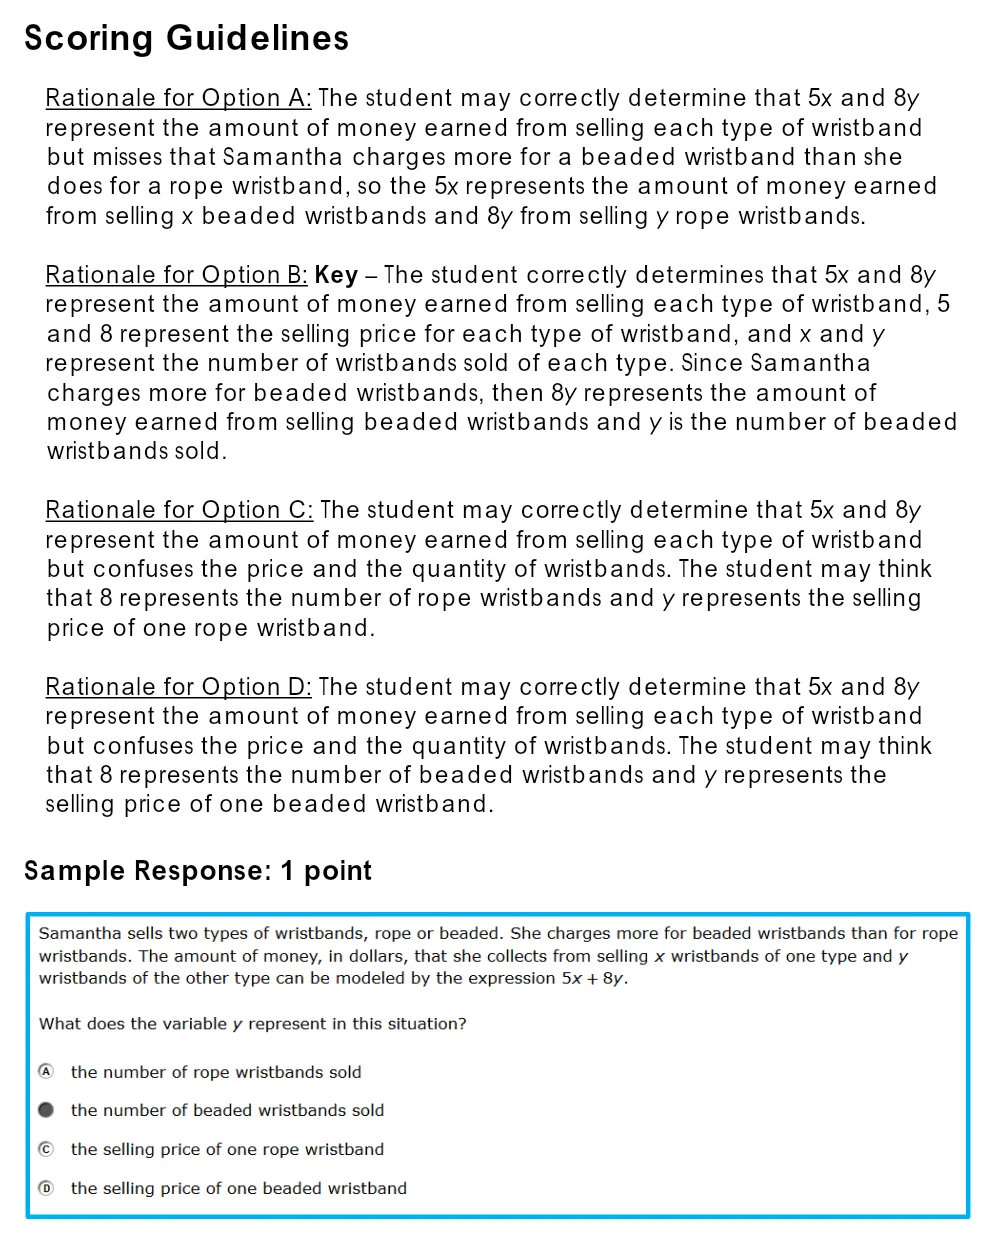 Scoring Guidelines
Rationale for Option A: The student may correctly determine that 5x and 8y
represent the amount of money earned from selling each type of wristband
but misses that Samantha charges more for a beaded wristband than she
does for a rope wristband, so the 5x represents the amount of money earned
from selling x beaded wristbands and 8y from selling y rope wristbands.
Rationale for Option B: Key – The student correctly determines that 5x and 8y
represent the amount of money earned from selling each type of wristband, 5
and 8 represent the selling price for each type of wristband, and x and y
represent the number of wristbands sold of each type. Since Samantha
charges more for beaded wristbands, then 8y represents the amount of
money earned from selling beaded wristbands and y is the number of beaded
wristbands sold.
Rationale for Option C: The student may correctly determine that 5x and 8y
represent the amount of money earned from selling each type of wristband
but confuses the price and the quantity of wristbands. The student may think
that 8 represents the number of rope wristbands and y represents the selling
price of one rope wristband.
Rationale for Option D: The student may correctly determine that 5x and 8y
represent the amount of money earned from selling each type of wristband
but confuses the price and the quantity of wristbands. The student may think
that 8 represents the number of beaded wristbands and y represents the
selling price of one beaded wristband.
Sample Response: 1 point
Samantha sells two types of wristbands, rope or beaded. She charges more for beaded wristbands than for rope
wristbands. The amount of money, in dollars, that she collects from selling x wristbands of one type and y
wristbands of the other type can be modeled by the expression 5x + 8y.
What does the variable y represent in this situation?
A the number of rope wristbands sold
the number of beaded wristbands sold
C the selling price of one rope wristband
D the selling price of one beaded wristband